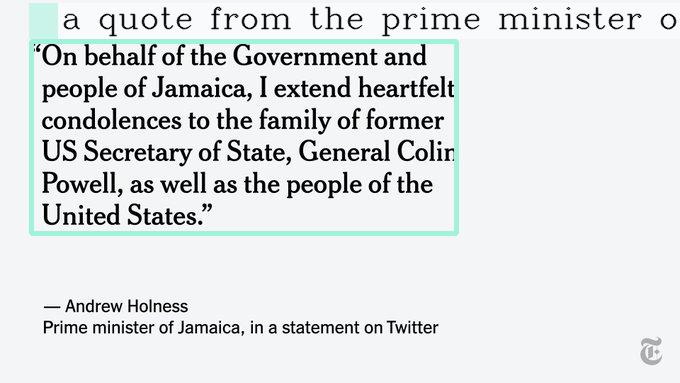 a quote from the prime minister o
“On behalf of the Government and
people of Jamaica, I extend heartfelt
condolences to the family of former
US Secretary of State, General Colin
Powell, as well as the people of the
United States.”
— Andrew Holness
Prime minister of Jamaica, in a statement on Twitter
T